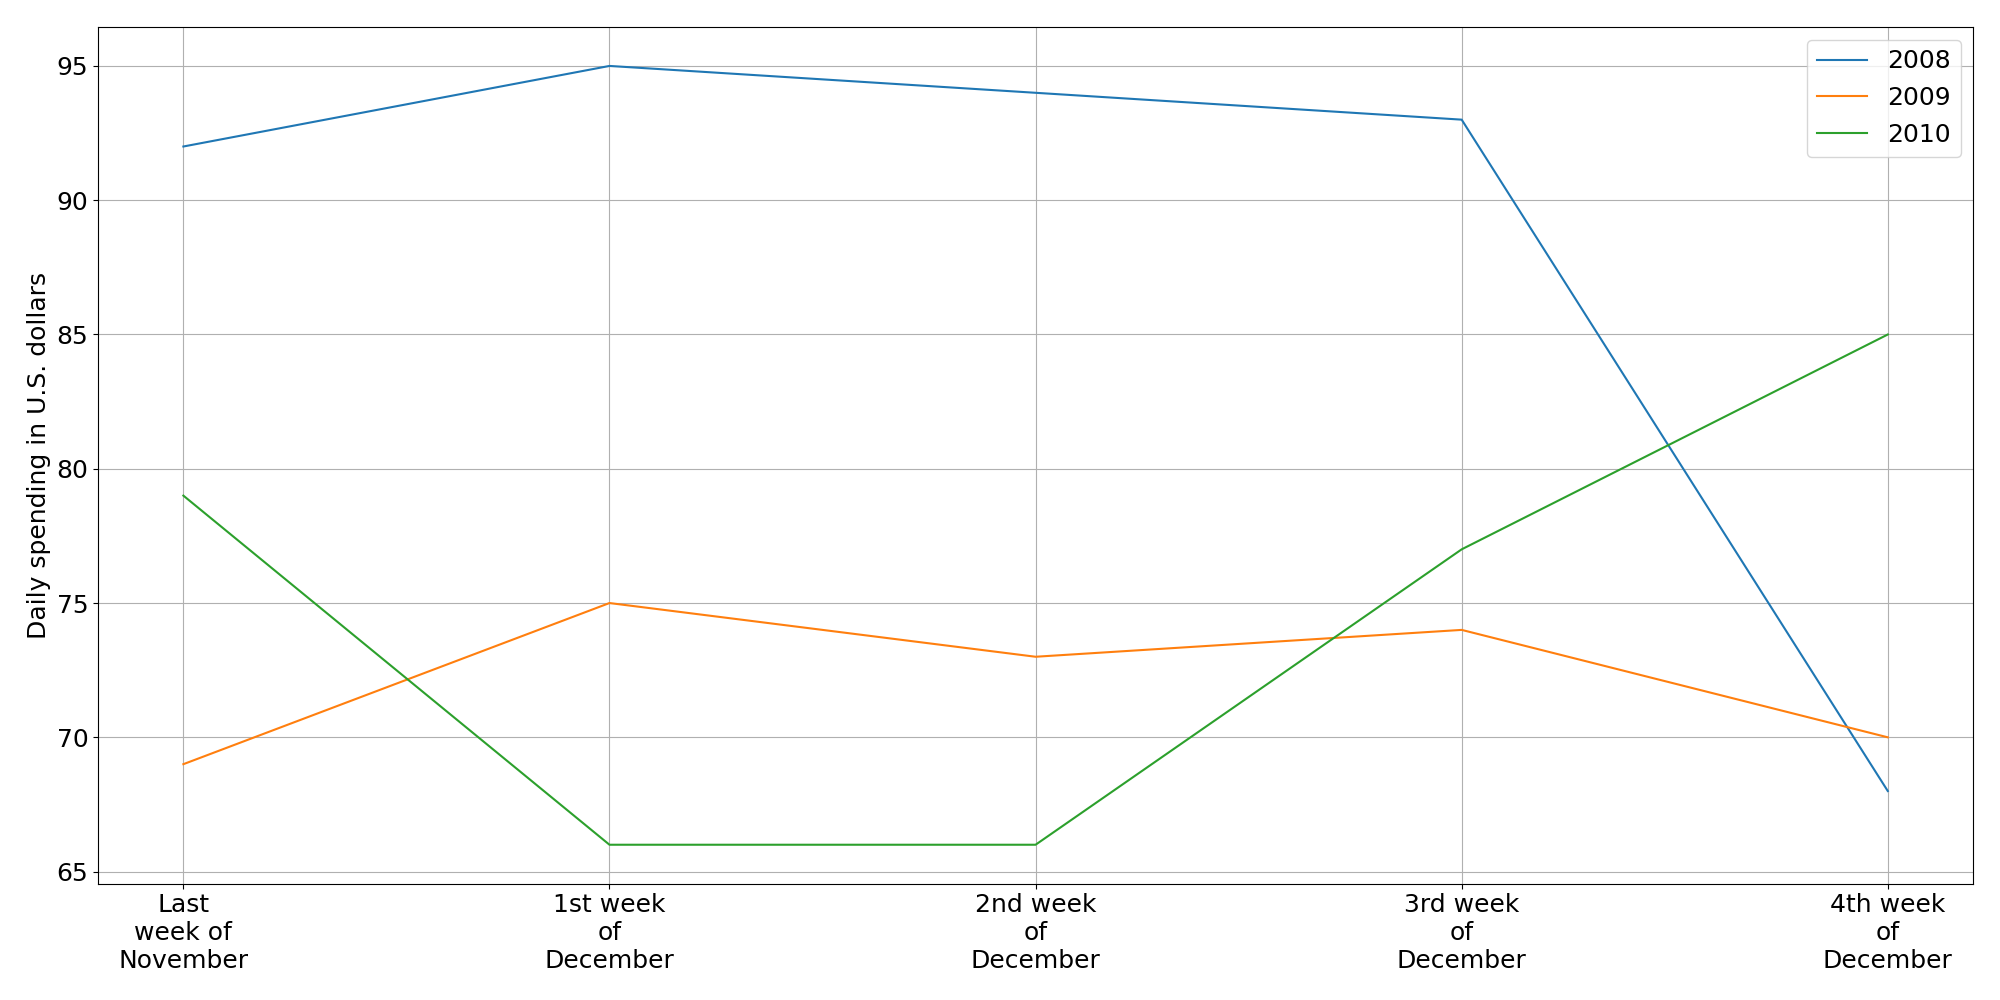 2008
2009
2010
95
90
85
80
75
70
65
Daily spending in U.S. dollars
Last
week of
November
1st week
of
December
2nd week
of
December
3rd week
of
December
4th week
of
December